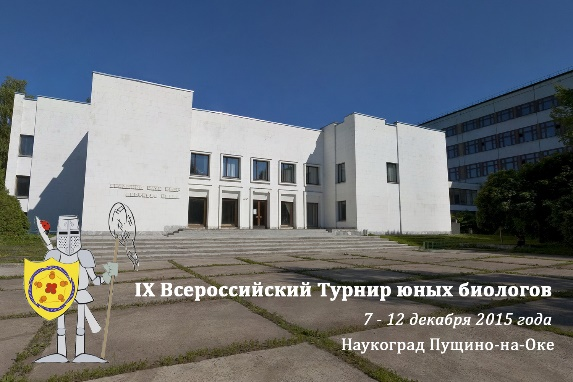 IX Всероссийский Турнир юных биологов
7 - 12 декабря 2015 года
Наукоград Пущино-на-Оке